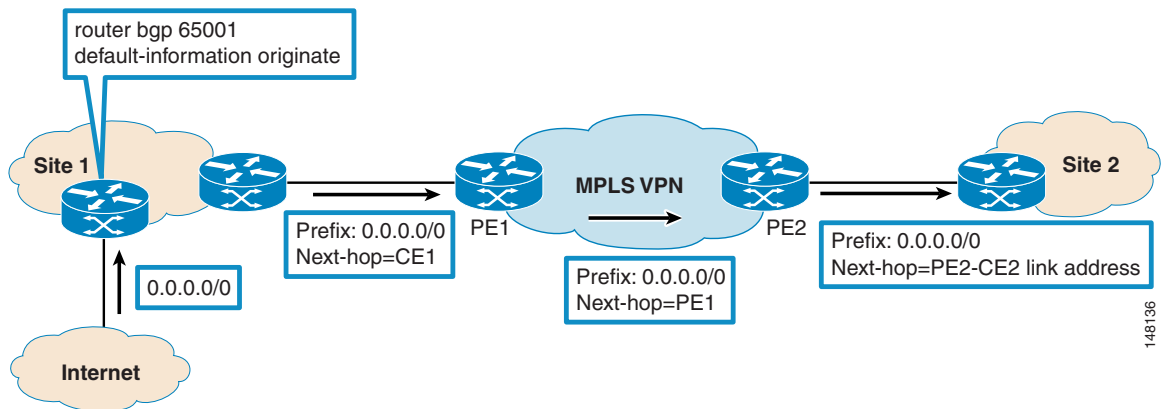 router bgp 65001
default-information originate
Site 1
Prefix: 0.0.0.0/0
Next-hop=CE1
PE1
MPLS VPN
Prefix: 0.0.0.0/0
Next-hop=PE1
PE2
Site 2
Prefix: 0.0.0.0/0
Next-hop=PE2-CE2 link address
0.0.0.0/0
Internet
148136